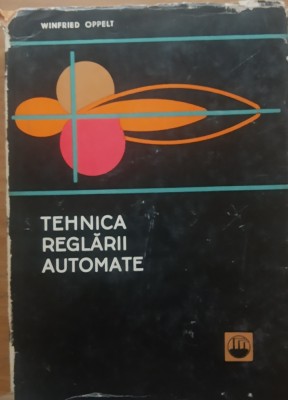 WINFRIED OPPELT
TEHNICA
REGLĂRII
AUTOMATE